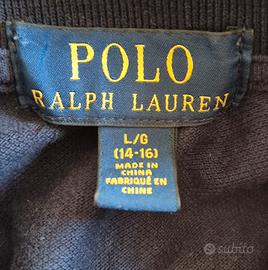 POLO
RALPH LAUREN
L/G
(14-16)
MADE IN
CHINA
FABRIQUÉ EN
CHINE
subito